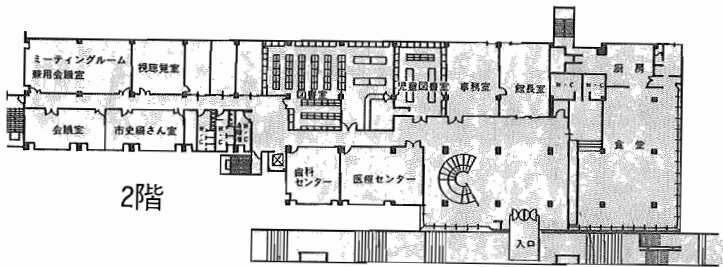 ミーティングルーム
兼用会議室
視聴覚室
図書室
児童図書室
事務室
館長室
W・C
W・C
厨房
会議室
市史編さん室
食堂
歯科
センター
医療センター
2階
入口